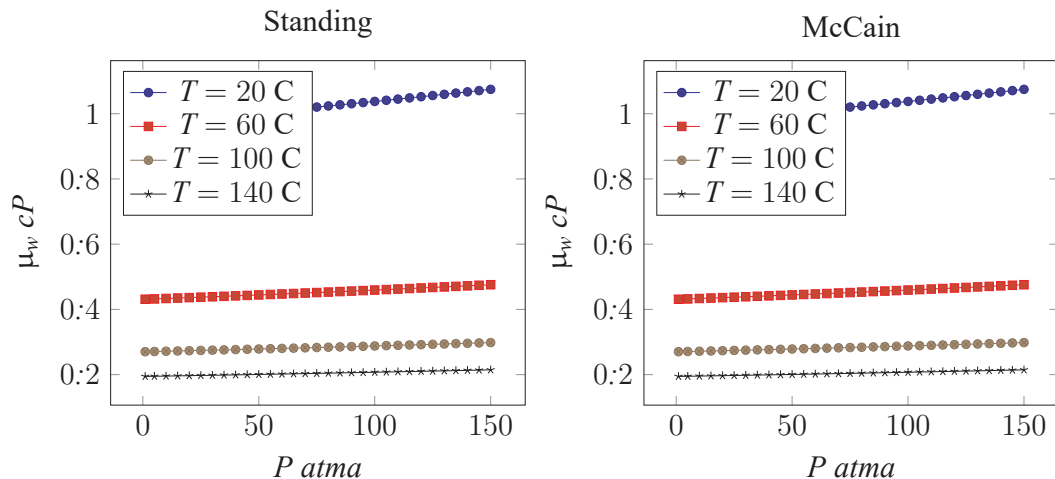 Standing
T = 20 C
T = 60 C
T = 100 C
T = 140 C
1
0:8
0:6
0:4
0:2
μw cP
0 50 100 150
P atma
McCain
T = 20 C
T = 60 C
T = 100 C
T = 140 C
1
0:8
0:6
0:4
0:2
μw cP
0 50 100 150
P atma